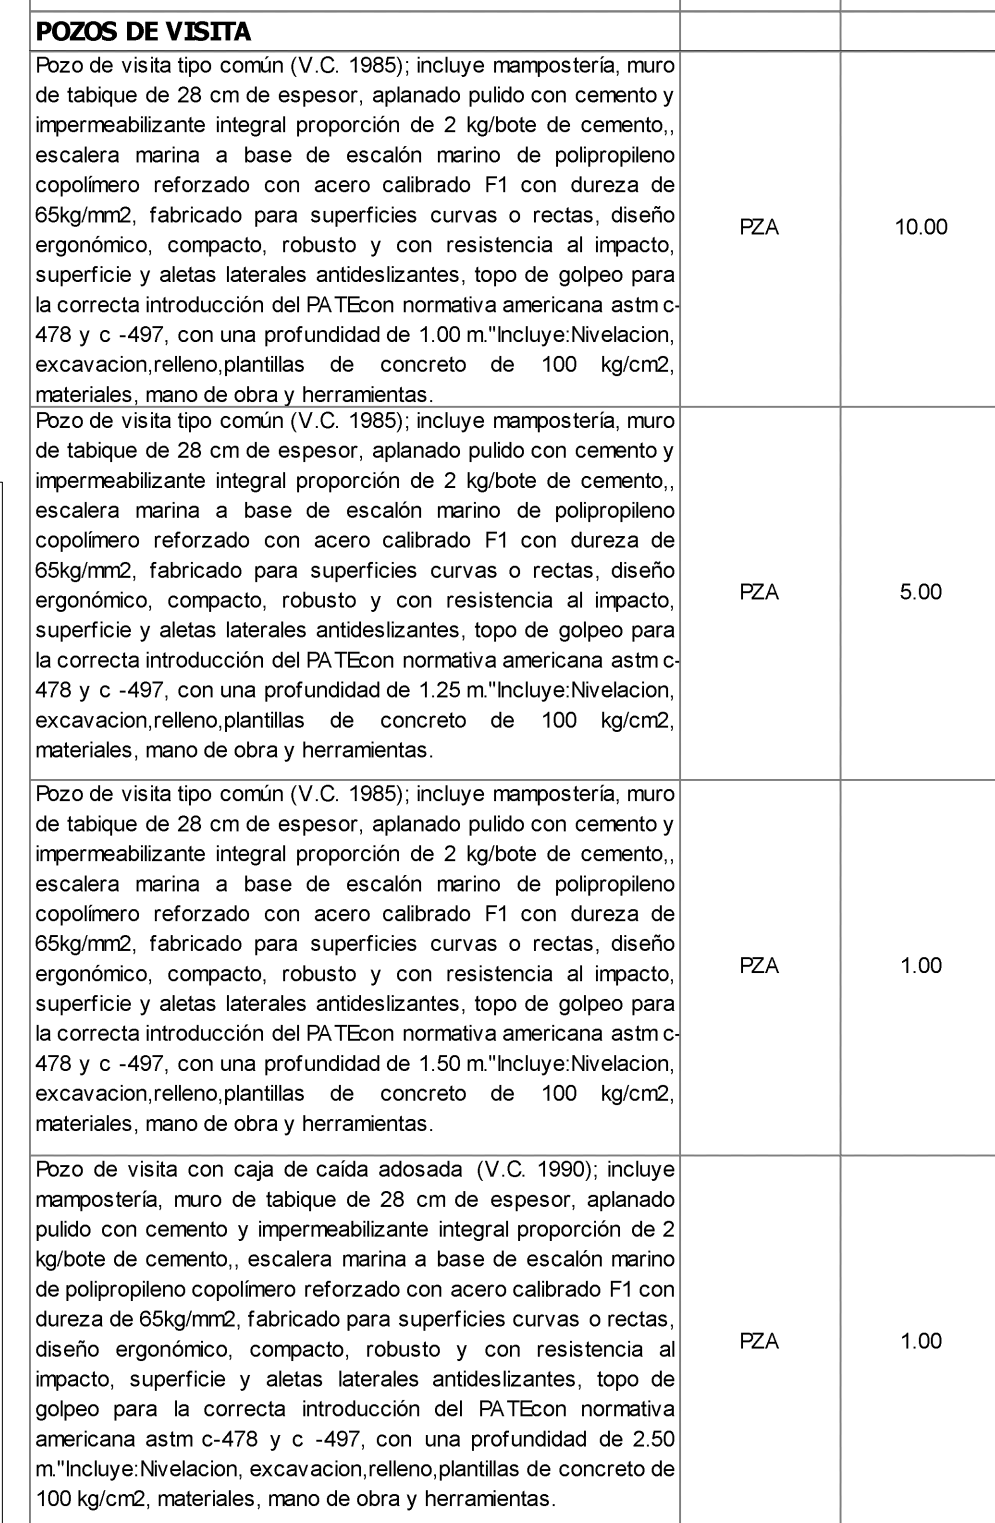 POZOS DE VISITA
Pozo de visita tipo común (V.C. 1985); incluye mampostería, muro
de tabique de 28 cm de espesor, aplanado pulido con cemento y
impermeabilizante integral proporción de 2 kg/bote de cemento,,
escalera marina a base de escalón marino de polipropileno
copolímero reforzado con acero calibrado F1 con dureza de
65kg/mm2, fabricado para superficies curvas o rectas, diseño
ergonómico, compacto, robusto y con resistencia al impacto,
superficie y aletas laterales antideslizantes, topo de golpeo para
la correcta introducción del PATEcon normativa americana astm c-
478 y c -497, con una profundidad de 1.00 m."Incluye:Nivelacion,
excavacion,relleno,plantillas de concreto de 100 kg/cm2,
materiales, mano de obra y herramientas.
PZA
10.00
Pozo de visita tipo común (V.C. 1985); incluye mampostería, muro
de tabique de 28 cm de espesor, aplanado pulido con cemento y
impermeabilizante integral proporción de 2 kg/bote de cemento,,
escalera marina a base de escalón marino de polipropileno
copolímero reforzado con acero calibrado F1 con dureza de
65kg/mm2, fabricado para superficies curvas o rectas, diseño
ergonómico, compacto, robusto y con resistencia al impacto,
superficie y aletas laterales antideslizantes, topo de golpeo para
la correcta introducción del PATEcon normativa americana astm c-
478 y c -497, con una profundidad de 1.25 m."Incluye:Nivelacion,
excavacion,relleno,plantillas de concreto de 100 kg/cm2,
materiales, mano de obra y herramientas.
PZA
5.00
Pozo de visita tipo común (V.C. 1985); incluye mampostería, muro
de tabique de 28 cm de espesor, aplanado pulido con cemento y
impermeabilizante integral proporción de 2 kg/bote de cemento,,
escalera marina a base de escalón marino de polipropileno
copolímero reforzado con acero calibrado F1 con dureza de
65kg/mm2, fabricado para superficies curvas o rectas, diseño
ergonómico, compacto, robusto y con resistencia al impacto,
superficie y aletas laterales antideslizantes, topo de golpeo para
la correcta introducción del PATEcon normativa americana astm c-
478 y c -497, con una profundidad de 1.50 m."Incluye:Nivelacion,
excavacion,relleno,plantillas de concreto de 100 kg/cm2,
materiales, mano de obra y herramientas.
PZA
1.00
Pozo de visita con caja de caída adosada (V.C. 1990); incluye
mampostería, muro de tabique de 28 cm de espesor, aplanado
pulido con cemento y impermeabilizante integral proporción de 2
kg/bote de cemento,, escalera marina a base de escalón marino
de polipropileno copolímero reforzado con acero calibrado F1 con
dureza de 65kg/mm2, fabricado para superficies curvas o rectas,
diseño ergonómico, compacto, robusto y con resistencia al
impacto, superficie y aletas laterales antideslizantes, topo de
golpeo para la correcta introducción del PATEcon normativa
americana astm c-478 y c -497, con una profundidad de 2.50
m."Incluye:Nivelacion, excavacion,relleno,plantillas de concreto de
100 kg/cm2, materiales, mano de obra y herramientas.
PZA
1.00